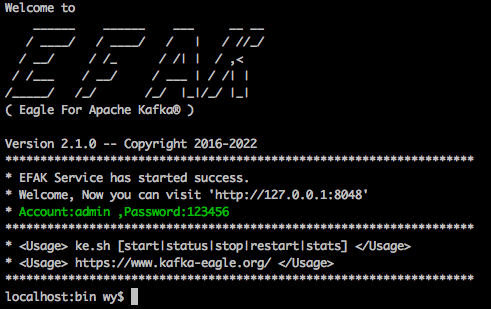 Welcome to
EFAK
( Eagle For Apache Kafka® )
Version 2.1.0 -- Copyright 2016-2022
*******************************************************************
* EFAK Service has started success.
* Welcome, Now you can visit 'http://127.0.0.1:8048'
* Account:admin ,Password:123456
*******************************************************************
* <Usage> ke.sh [start|status|stop|restart|stats] </Usage>
* <Usage> https://www.kafka-eagle.org/ </Usage>
*******************************************************************
localhost:bin wy$